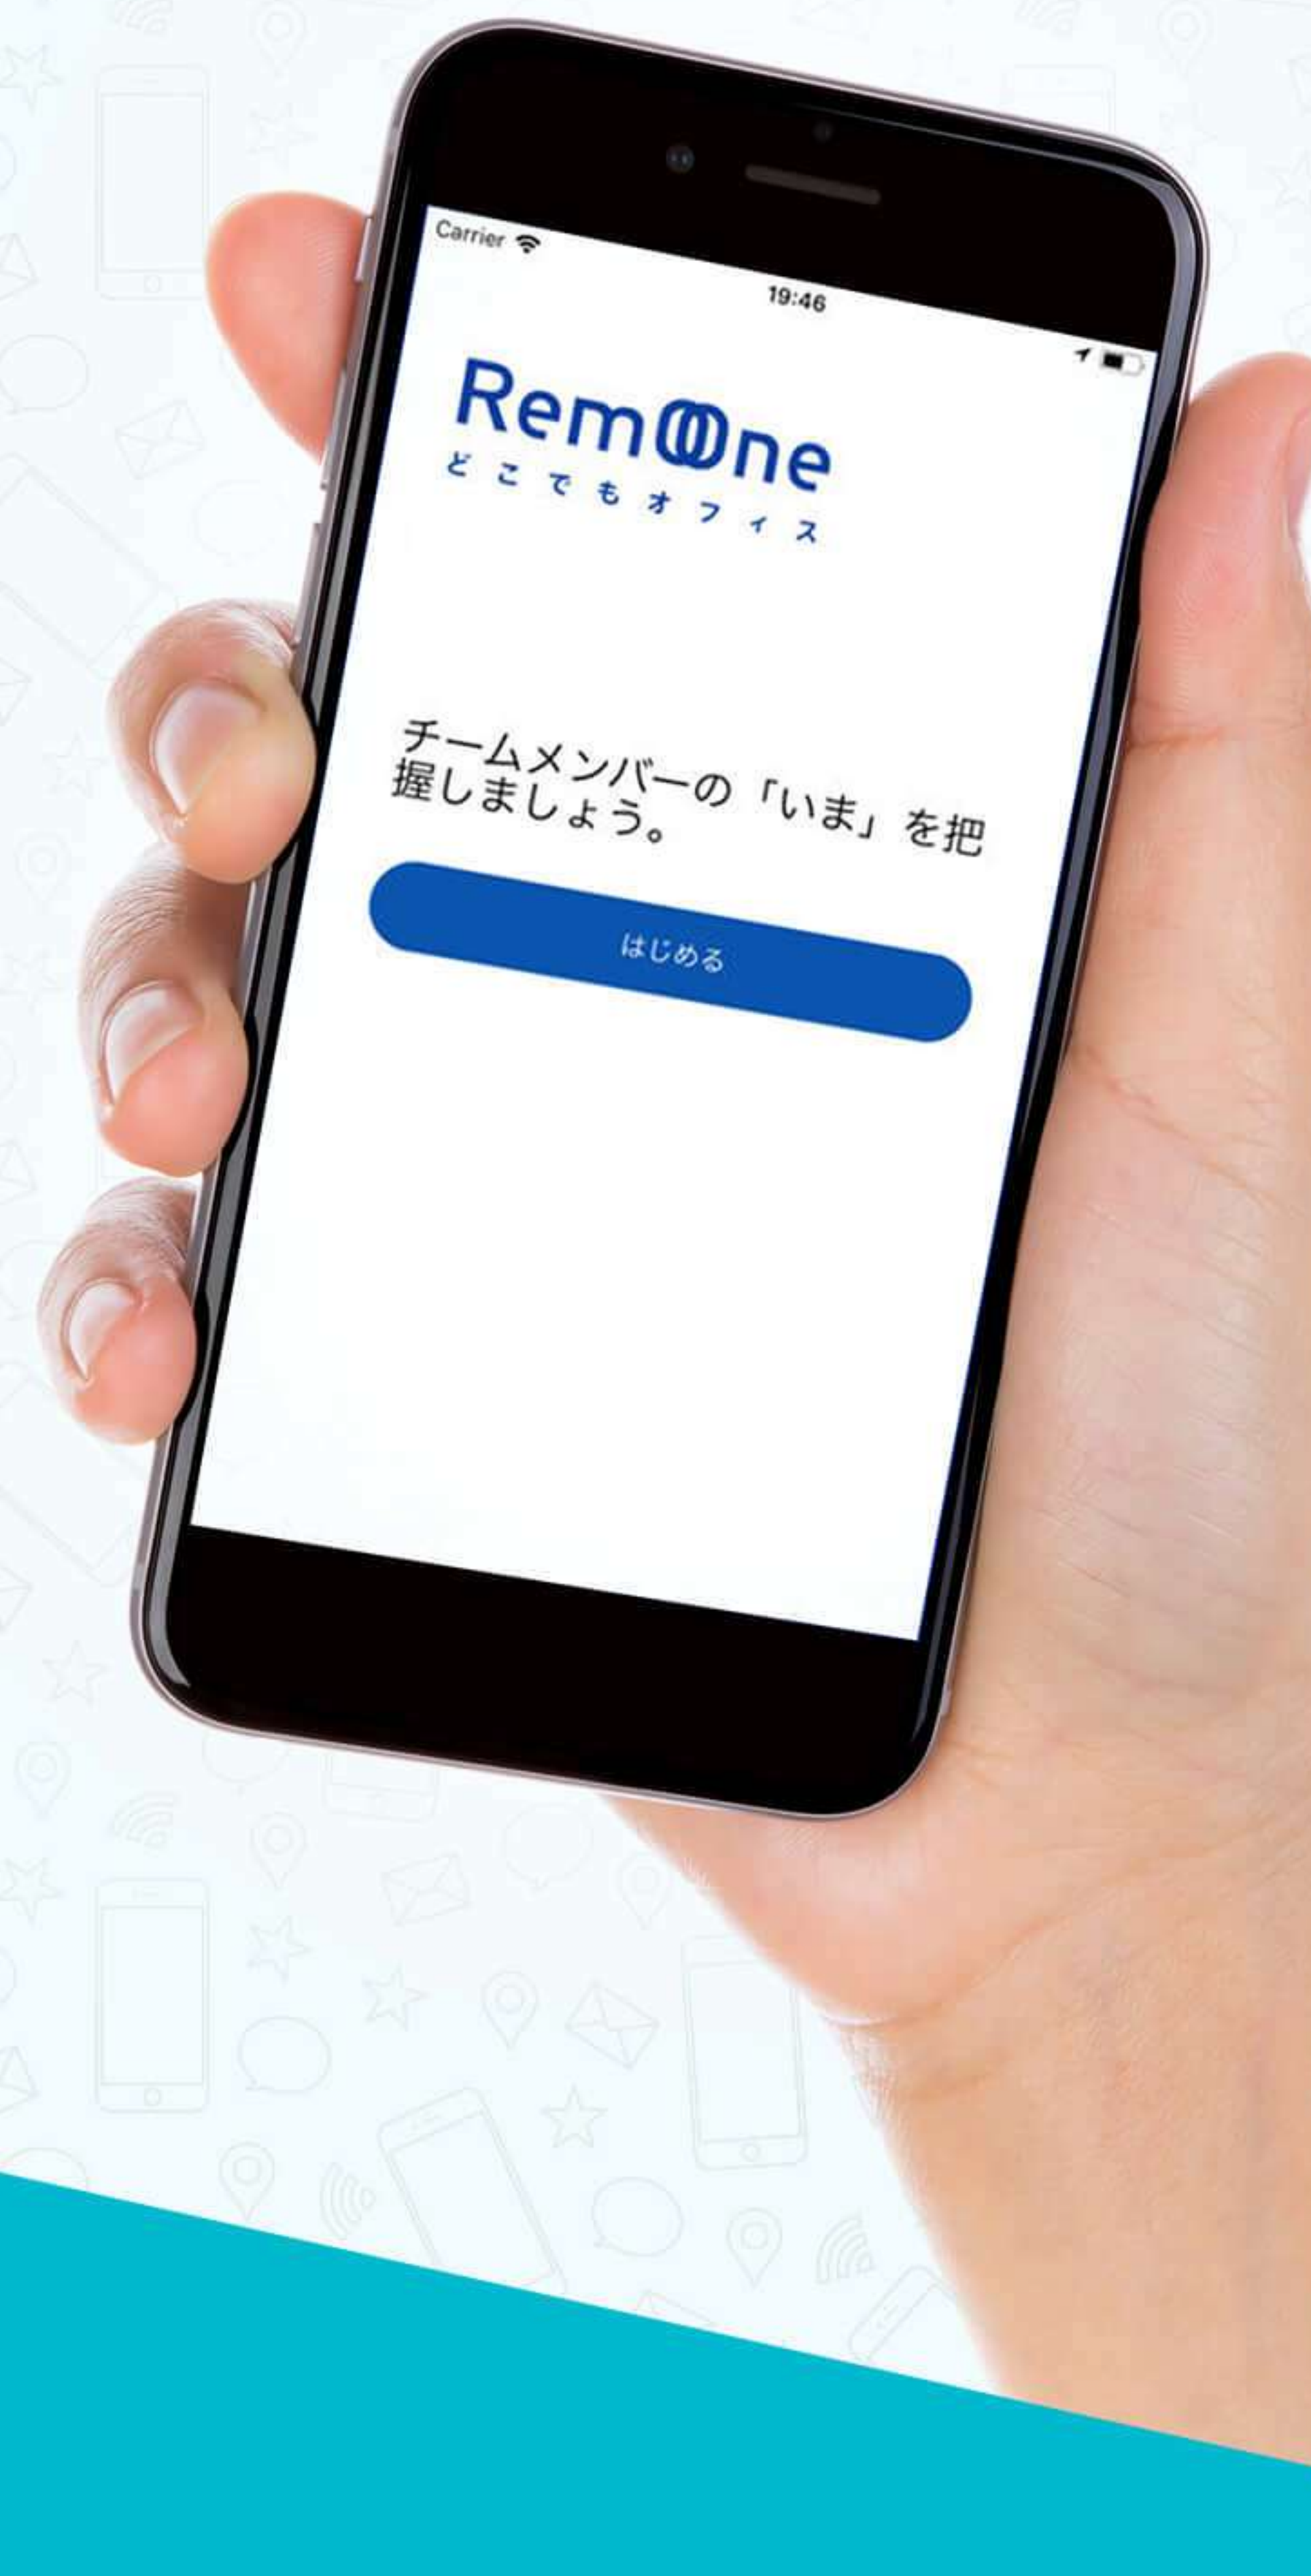 Carrier
19:46
RemOOne
どこでもオフィス
チームメンバーの「いま」を把
握しましょう。
はじめる